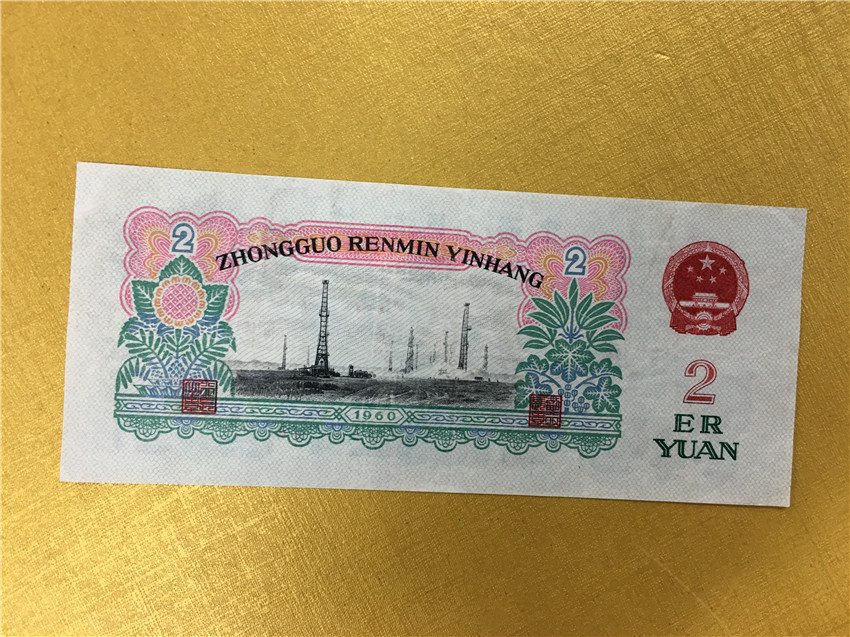 2
ZHONGGUO RENMIN YINHANG
2
1960
2
ER
YUAN